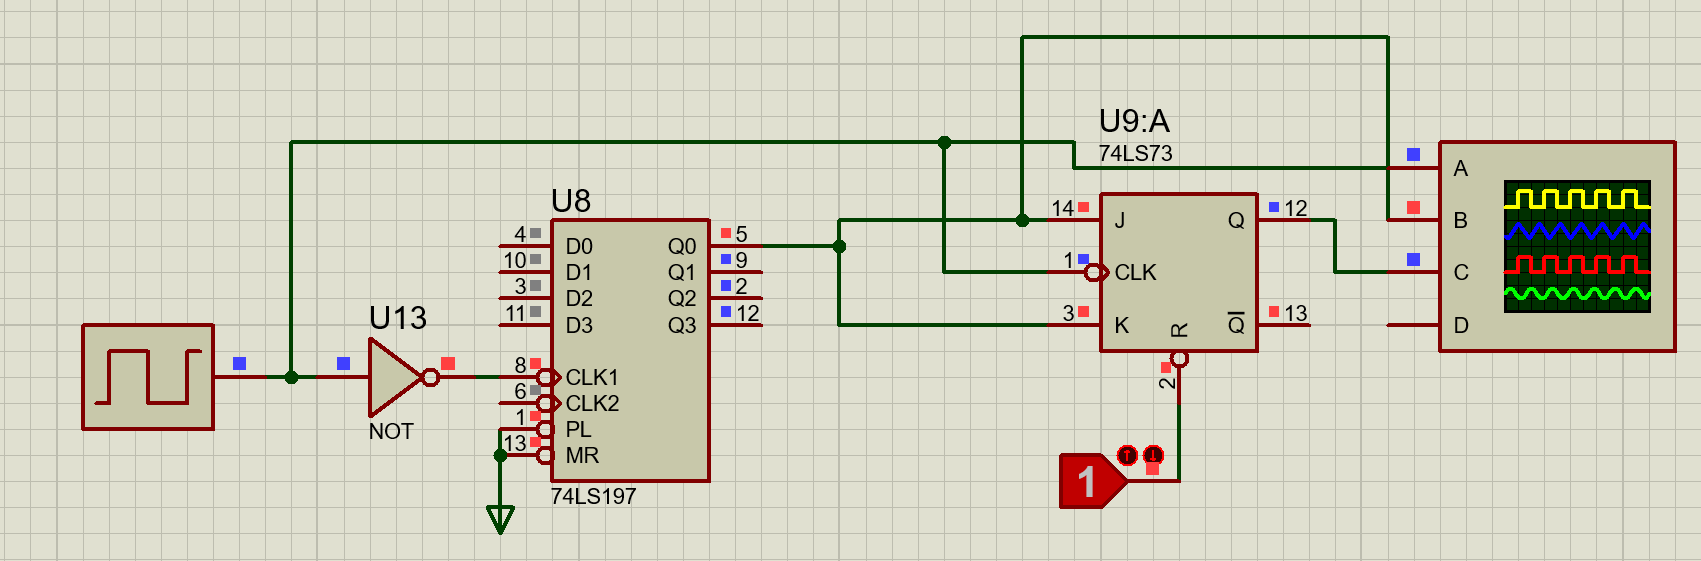 U9:A
74LS73
U8
4 D0 Q0 5
10 D1 Q1 9
3 D2 Q2 2
11 D3 Q3 12
8 CLK1
6 CLK2
1 PL
13 MR
74LS197
U13
NOT
14 J Q 12
1 CLK
3 K Q 13
R
2
1
A
B
C
D